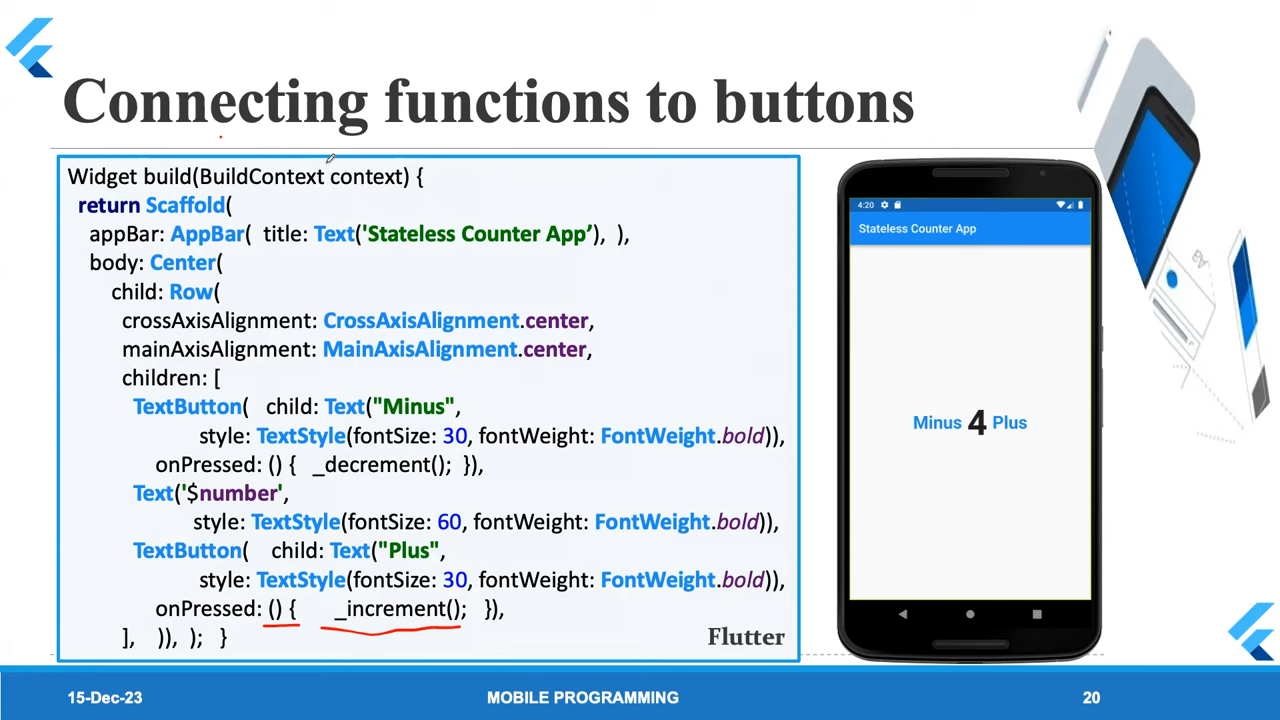 Connecting functions to buttons
Widget build(BuildContext context) {
return Scaffold(
appBar: AppBar( title: Text('Stateless Counter App’), ),
body: Center(
child: Row(
crossAxisAlignment: CrossAxisAlignment.center,
mainAxisAlignment: MainAxisAlignment.center,
children: [
TextButton( child: Text("Minus",
style: TextStyle(fontSize: 30, fontWeight: FontWeight.bold)),
onPressed: () { _decrement(); }),
Text('$number',
style: TextStyle(fontSize: 60, fontWeight: FontWeight.bold)),
TextButton( child: Text("Plus",
style: TextStyle(fontSize: 30, fontWeight: FontWeight.bold)),
onPressed: () { _increment(); }),
], )), ); }
Flutter
4:20
Stateless Counter App
Minus 4 Plus
Aa
15-Dec-23
MOBILE PROGRAMMING
20